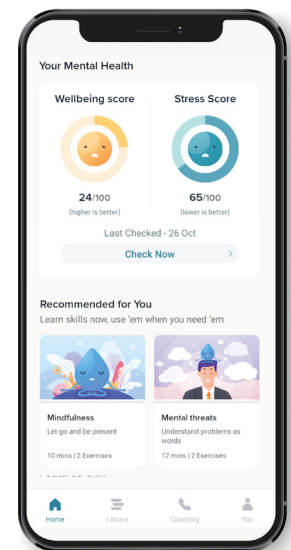 Your Mental Health
Wellbeing score
Stress Score
24/100
65/100
(higher is better)
(lower is better)
Last Checked - 26 Oct
Check Now
Recommended for You
Learn skills now, use 'em when you need 'em
Mindfulness
Let go and be present
10 mins | 2 Exercises
Mental threats
Understand problems as
words
12 mins | 2 Exercises
Home
Library
Coaching
You